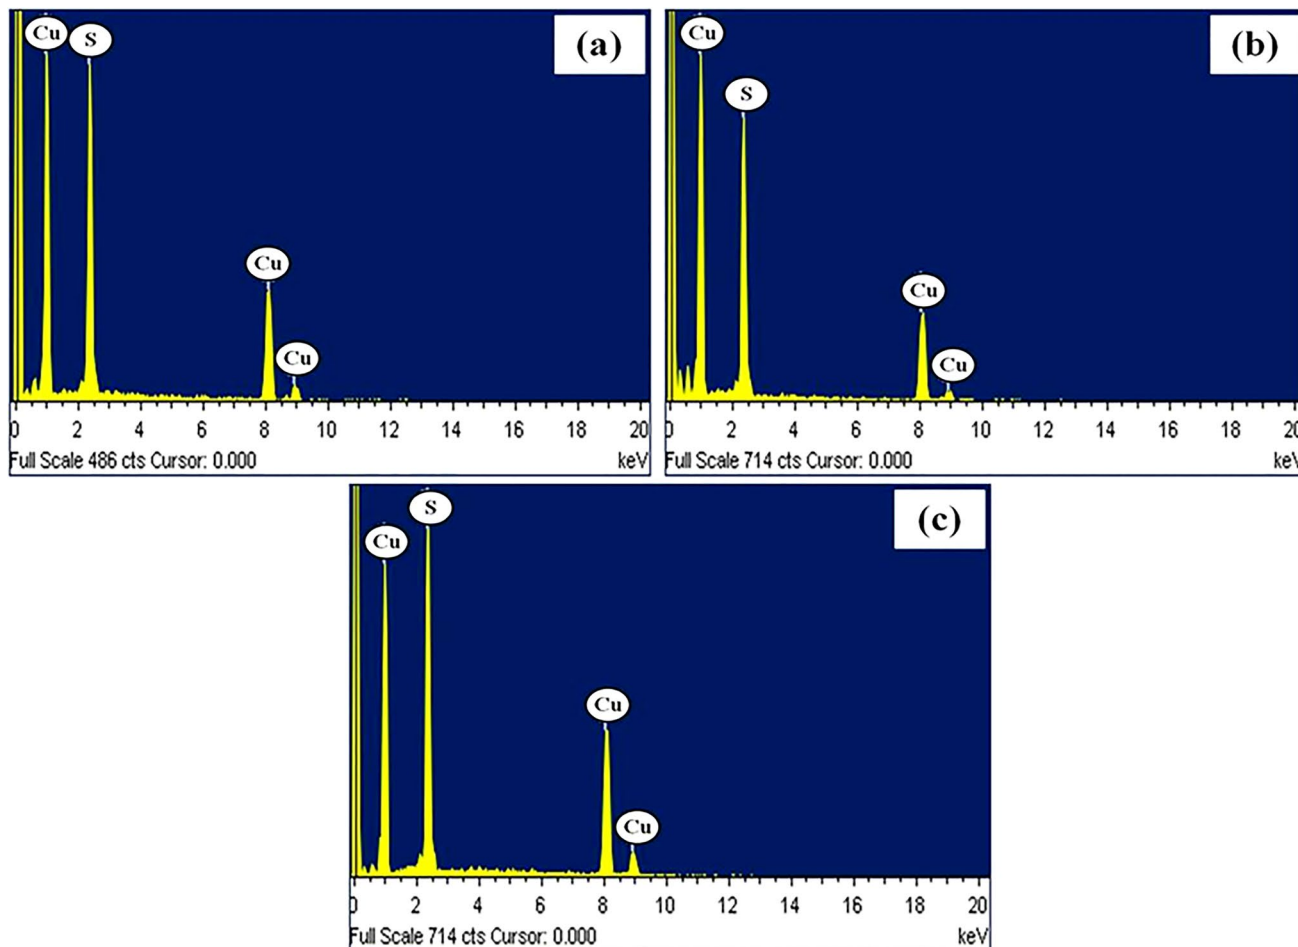 Cu S (a)
Cu
Cu
0 2 4 6 8 10 12 14 16 18 20
Full Scale 486 cts Cursor: 0.000 keV
Cu (b)
S
Cu
Cu
0 2 4 6 8 10 12 14 16 18 20
Full Scale 714 cts Cursor: 0.000 keV
S (c)
Cu
Cu
Cu
0 2 4 6 8 10 12 14 16 18 20
Full Scale 714 cts Cursor: 0.000 keV